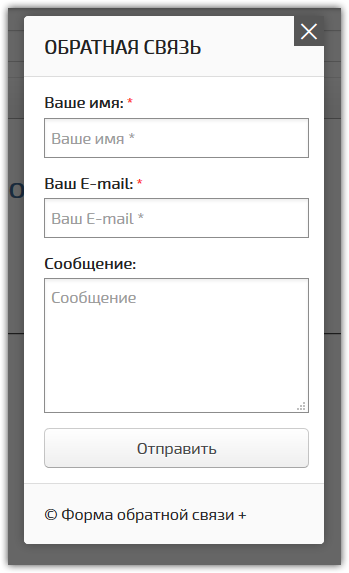 ОБРАТНАЯ СВЯЗЬ
Ваше имя: *
Ваше имя *
Ваш E-mail: *
Ваш E-mail *
Сообщение:
Сообщение
Отправить
© Форма обратной связи +